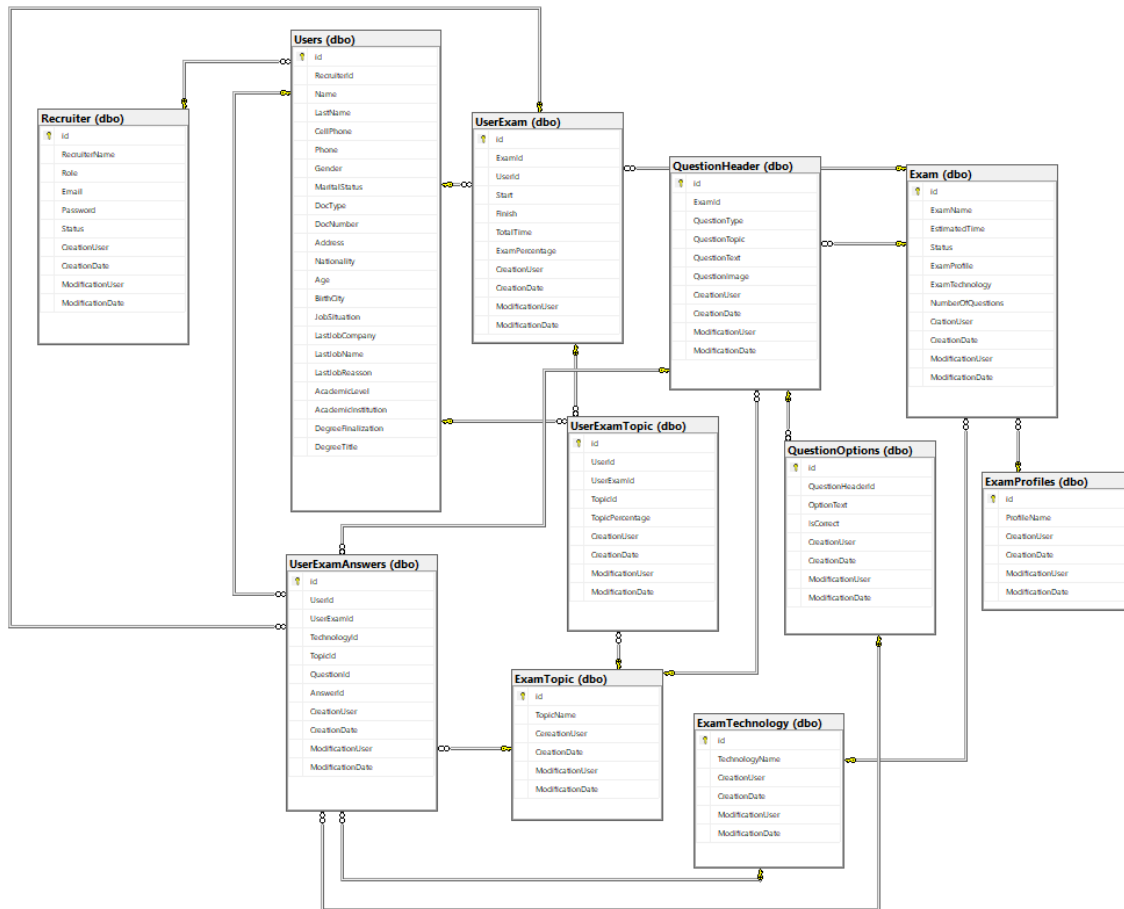 Users (dbo)
Id
RecruiterId
Name
LastName
CellPhone
Phone
Gender
MaritalStatus
DocType
DocNumber
Address
Nationality
Age
BirthCity
JobSituation
LastJobCompany
LastJobName
LastJobReasson
AcademicLevel
AcademicInstitution
DegreeFinalization
DegreeTitle
Recruiter (dbo)
Id
RecruiterName
Role
Email
Password
Status
CreationUser
CreationDate
ModificationUser
ModificationDate
UserExam (dbo)
Id
ExamId
UserId
Start
Finish
TotalTime
ExamPercentage
CreationUser
CreationDate
ModificationUser
ModificationDate
QuestionHeader (dbo)
Id
ExamId
QuestionType
QuestionTopic
QuestionText
QuestionImage
CreationUser
CreationDate
ModificationUser
ModificationDate
Exam (dbo)
Id
ExamName
EstimatedTime
Status
ExamProfile
ExamTechnology
NumberOfQuestions
CrationUser
CreationDate
ModificationUser
ModificationDate
UserExamTopic (dbo)
Id
UserId
UserExamId
TopicId
TopicPercentage
CreationUser
CreationDate
ModificationUser
ModificationDate
QuestionOptions (dbo)
Id
QuestionHeaderId
OptionText
IsCorrect
CreationUser
CreationDate
ModificationUser
ModificationDate
ExamProfiles (dbo)
Id
ProfileName
CreationUser
CreationDate
ModificationUser
ModificationDate
UserExamAnswers (dbo)
Id
UserId
UserExamId
TechnologyId
TopicId
QuestionId
AnswerId
CreationUser
CreationDate
ModificationUser
ModificationDate
ExamTopic (dbo)
Id
TopicName
CereationUser
CreationDate
ModificationUser
ModificationDate
ExamTechnology (dbo)
Id
TechnologyName
CreationUser
CreationDate
ModificationUser
ModificationDate